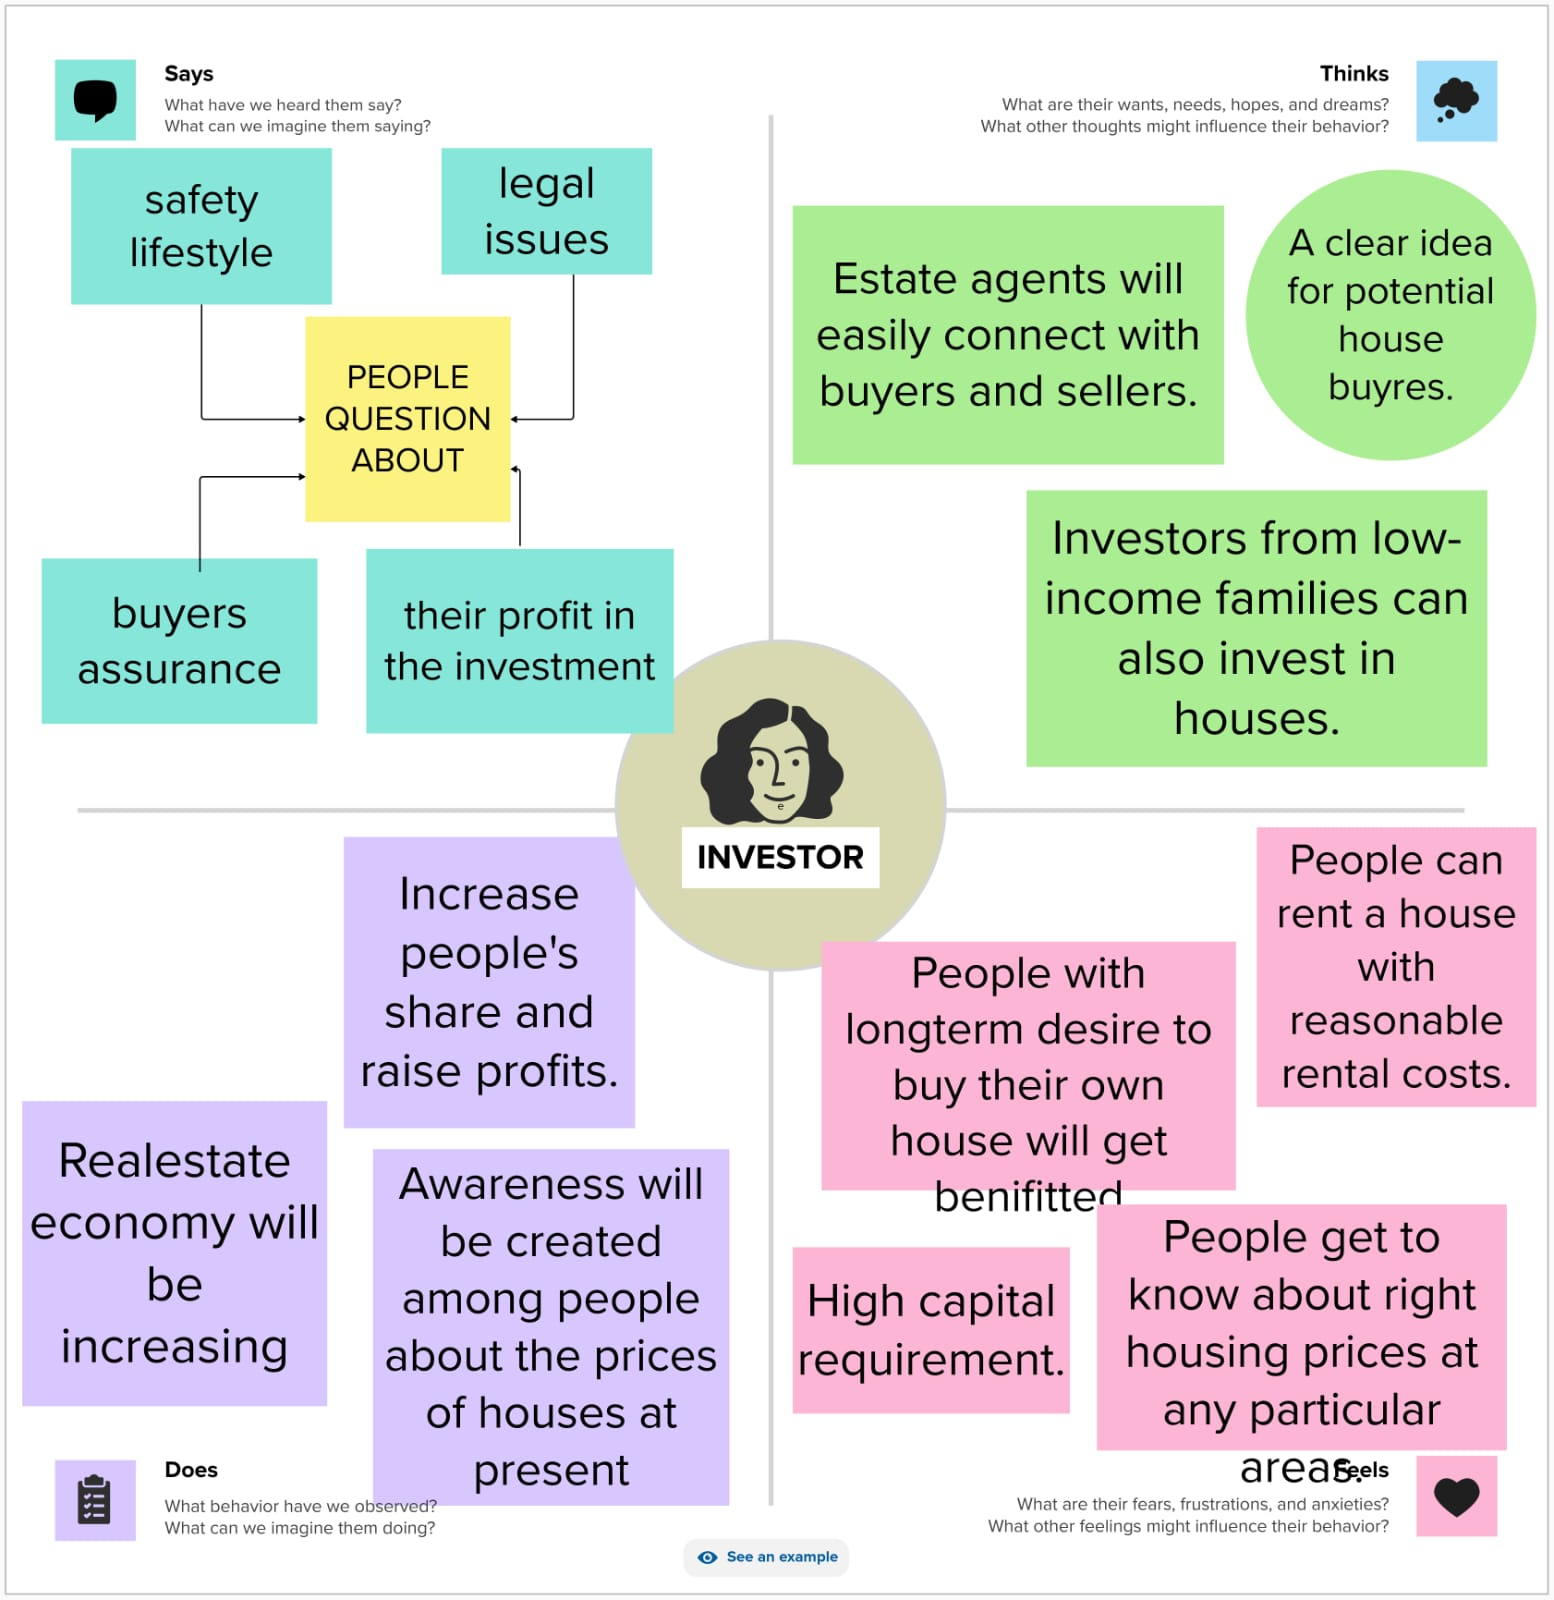 Says
What have we heard them say?
What can we imagine them saying?
safety
lifestyle
legal
issues
PEOPLE
QUESTION
ABOUT
buyers
assurance
their profit in
the investment
Thinks
What are their wants, needs, hopes, and dreams?
What other thoughts might influence their behavior?
Estate agents will
easily connect with
buyers and sellers.
A clear idea
for potential
house
buyres.
Investors from low-
income families can
also invest in
houses.
e
INVESTOR
Increase
people's
share and
raise profits.
Realestate
economy will
be
increasing
Awareness will
be created
among people
about the prices
of houses at
present
Does
What behavior have we observed?
What can we imagine them doing?
People with
longterm desire to
buy their own
house will get
benifitted
People can
rent a house
with
reasonable
rental costs.
High capital
requirement.
People get to
know about right
housing prices at
any particular
areas.
Feels
What are their fears, frustrations, and anxieties?
What other feelings might influence their behavior?
See an example